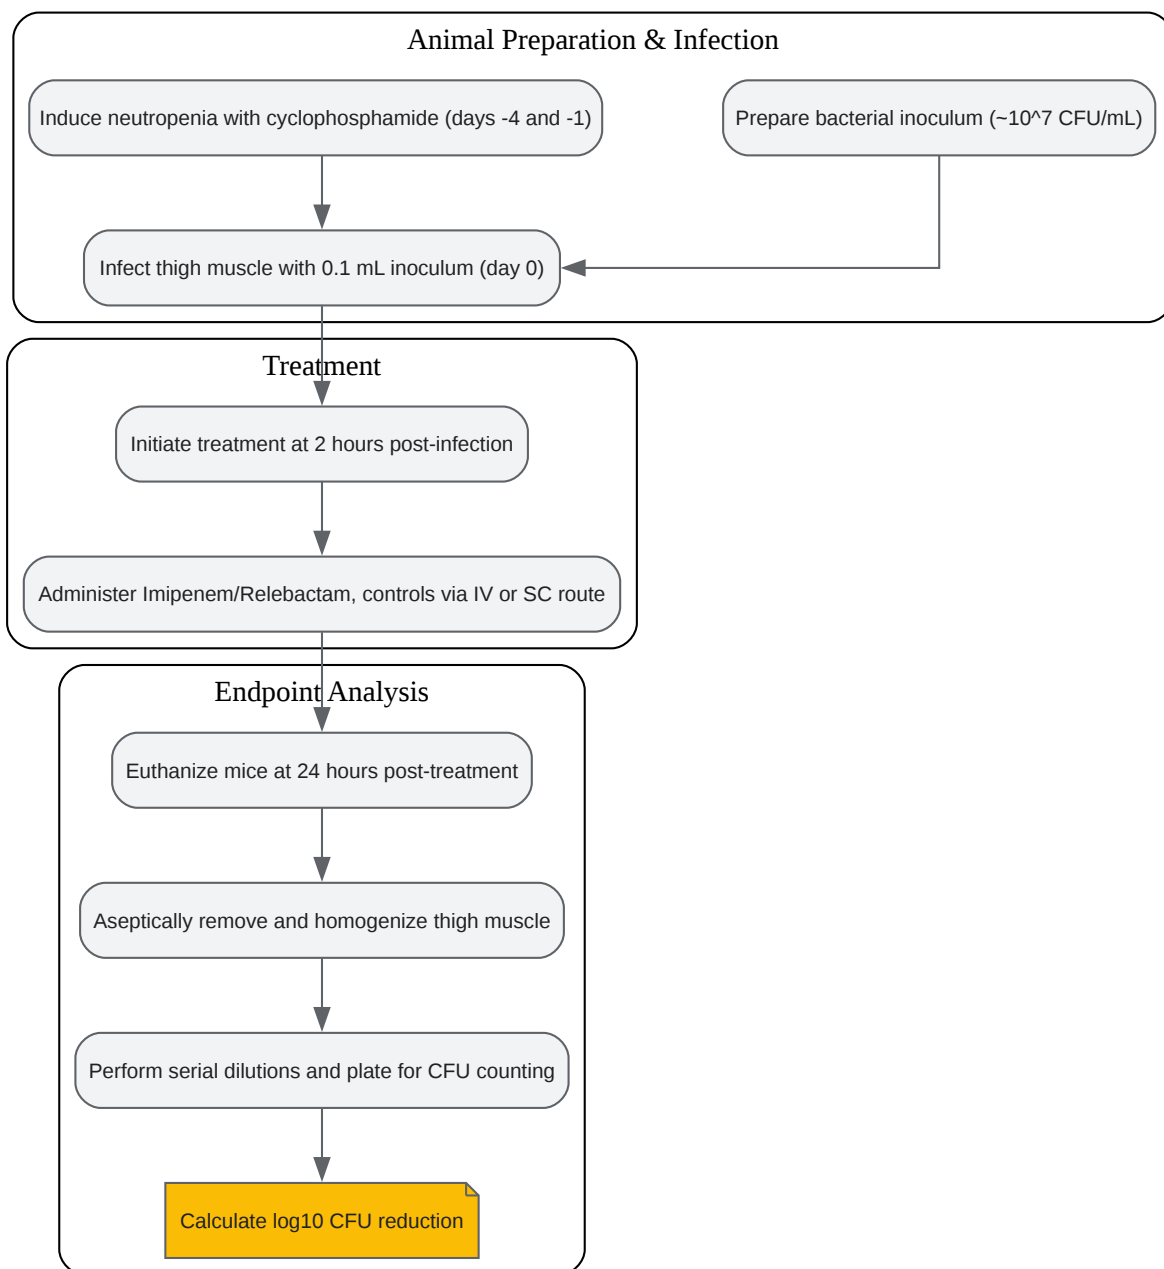 Animal Preparation & Infection
Induce neutropenia with cyclophosphamide (days -4 and -1)
Prepare bacterial inoculum (~10^7 CFU/mL)
Infect thigh muscle with 0.1 mL inoculum (day 0)
Treatment
Initiate treatment at 2 hours post-infection
Administer Imipenem/Relebactam, controls via IV or SC route
Endpoint Analysis
Euthanize mice at 24 hours post-treatment
Aseptically remove and homogenize thigh muscle
Perform serial dilutions and plate for CFU counting
Calculate log10 CFU reduction